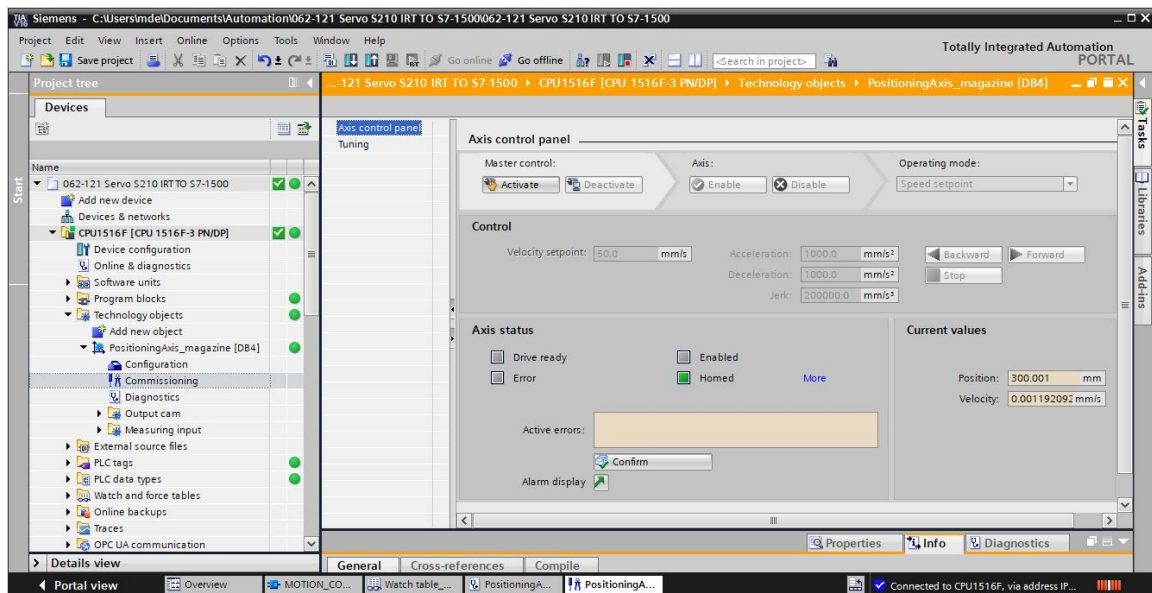 Siemens - C:\Users\mde\Documents\Automation\062-121 Servo S210 IRT TO S7-1500\062-121 Servo S210 IRT TO S7-1500
Project Edit View Insert Online Options Tools Window Help
Totally Integrated Automation
PORTAL
Save project
Go online
Go offline
<Search in project>
Project tree
...-121 Servo S210 IRT TO S7-1500 CPU1516F [CPU 1516F-3 PN/DP] Technology objects PositioningAxis_magazine [DB4]
Devices
Name
062-121 Servo S210 IRT TO S7-1500
Add new device
Devices & networks
CPU1516F [CPU 1516F-3 PN/DP]
Device configuration
Online & diagnostics
Software units
Program blocks
Technology objects
Add new object
PositioningAxis_magazine [DB4]
Configuration
Commissioning
Diagnostics
Output cam
Measuring input
External source files
PLC tags
PLC data types
Watch and force tables
Online backups
Traces
OPC UA communication
Details view
Start
Axis control panel
Tuning
Axis control panel
Master control:
Activate
Deactivate
Axis:
Enable
Disable
Operating mode:
Speed setpoint
Control
Velocity setpoint: 50.0 mm/s
Acceleration: 1000.0 mm/s²
Deceleration: 1000.0 mm/s²
Jerk: 200000.0 mm/s³
Backward
Forward
Stop
Axis status
Drive ready
Enabled
Error
Homed
More
Active errors:
Confirm
Alarm display
Current values
Position: 300.001 mm
Velocity: 0.001192092 mm/s
Tasks
Libraries
Add-ins
Properties
Info
Diagnostics
General
Cross-references
Compile
Portal view
Overview
MOTION_CO...
Watch table_...
PositioningA...
PositioningA...
Connected to CPU1516F, via address IP...